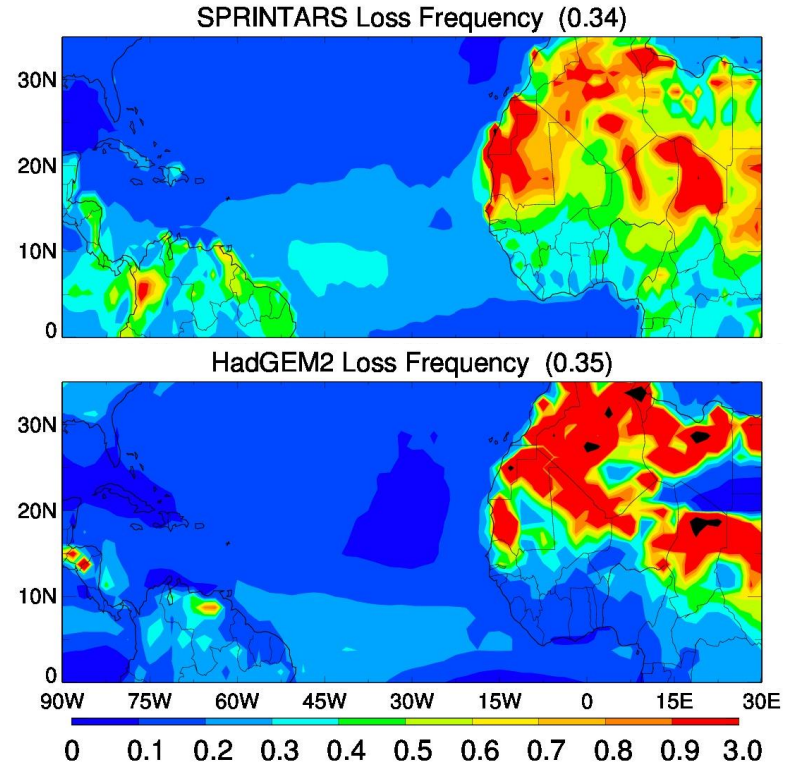 SPRINTARS Loss Frequency (0.34)
30N
20N
10N
0
HadGEM2 Loss Frequency (0.35)
30N
20N
10N
0
90W 75W 60W 45W 30W 15W 0 15E 30E
0 0.1 0.2 0.3 0.4 0.5 0.6 0.7 0.8 0.9 3.0